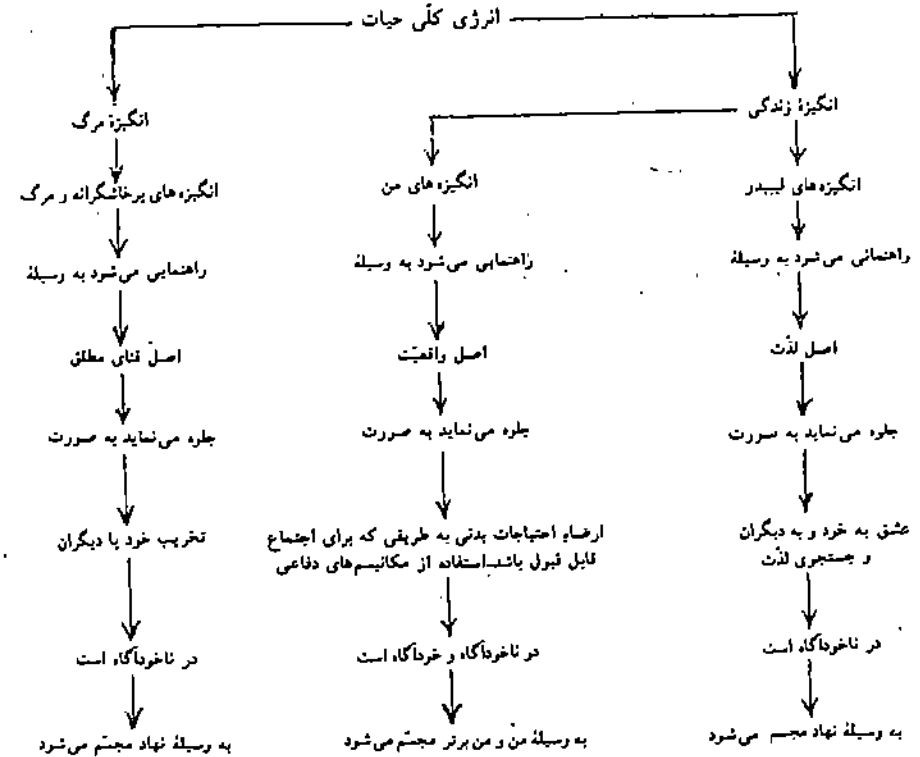 انرژی کلّی حیات
انگیزهٔ زندگی
انگیزهٔ مرگ
انگیزه های لیبیدر
انگیزه های من
انگیزه های پرخاشگرانه و مرگ
راهنمائی می شود به وسیلهٔ
راهنمایی می شود به وسیلهٔ
راهنمایی می شود به وسیلهٔ
اصل لذّت
اصل واقعیّت
اصل فنای مطلق
جلوه می نماید به صورت
جلوه می نماید به صورت
جلوه می نماید به صورت
عشق به خود و به دیگران
و جستجوی لذّت
ارضاء احتیاجات بدنی به طریقی که برای اجتماع
قابل قبول باشد_استفاده از مکانیسم های دفاعی
تخریب خود یا دیگران
در ناخودآگاه است
در ناخودآگاه و خودآگاه است
در ناخودآگاه است
به وسیلهٔ نهاد مجسم می شود
به وسیلهٔ من و من برتر مجسّم می شود
به وسیلهٔ نهاد مجسّم می شود